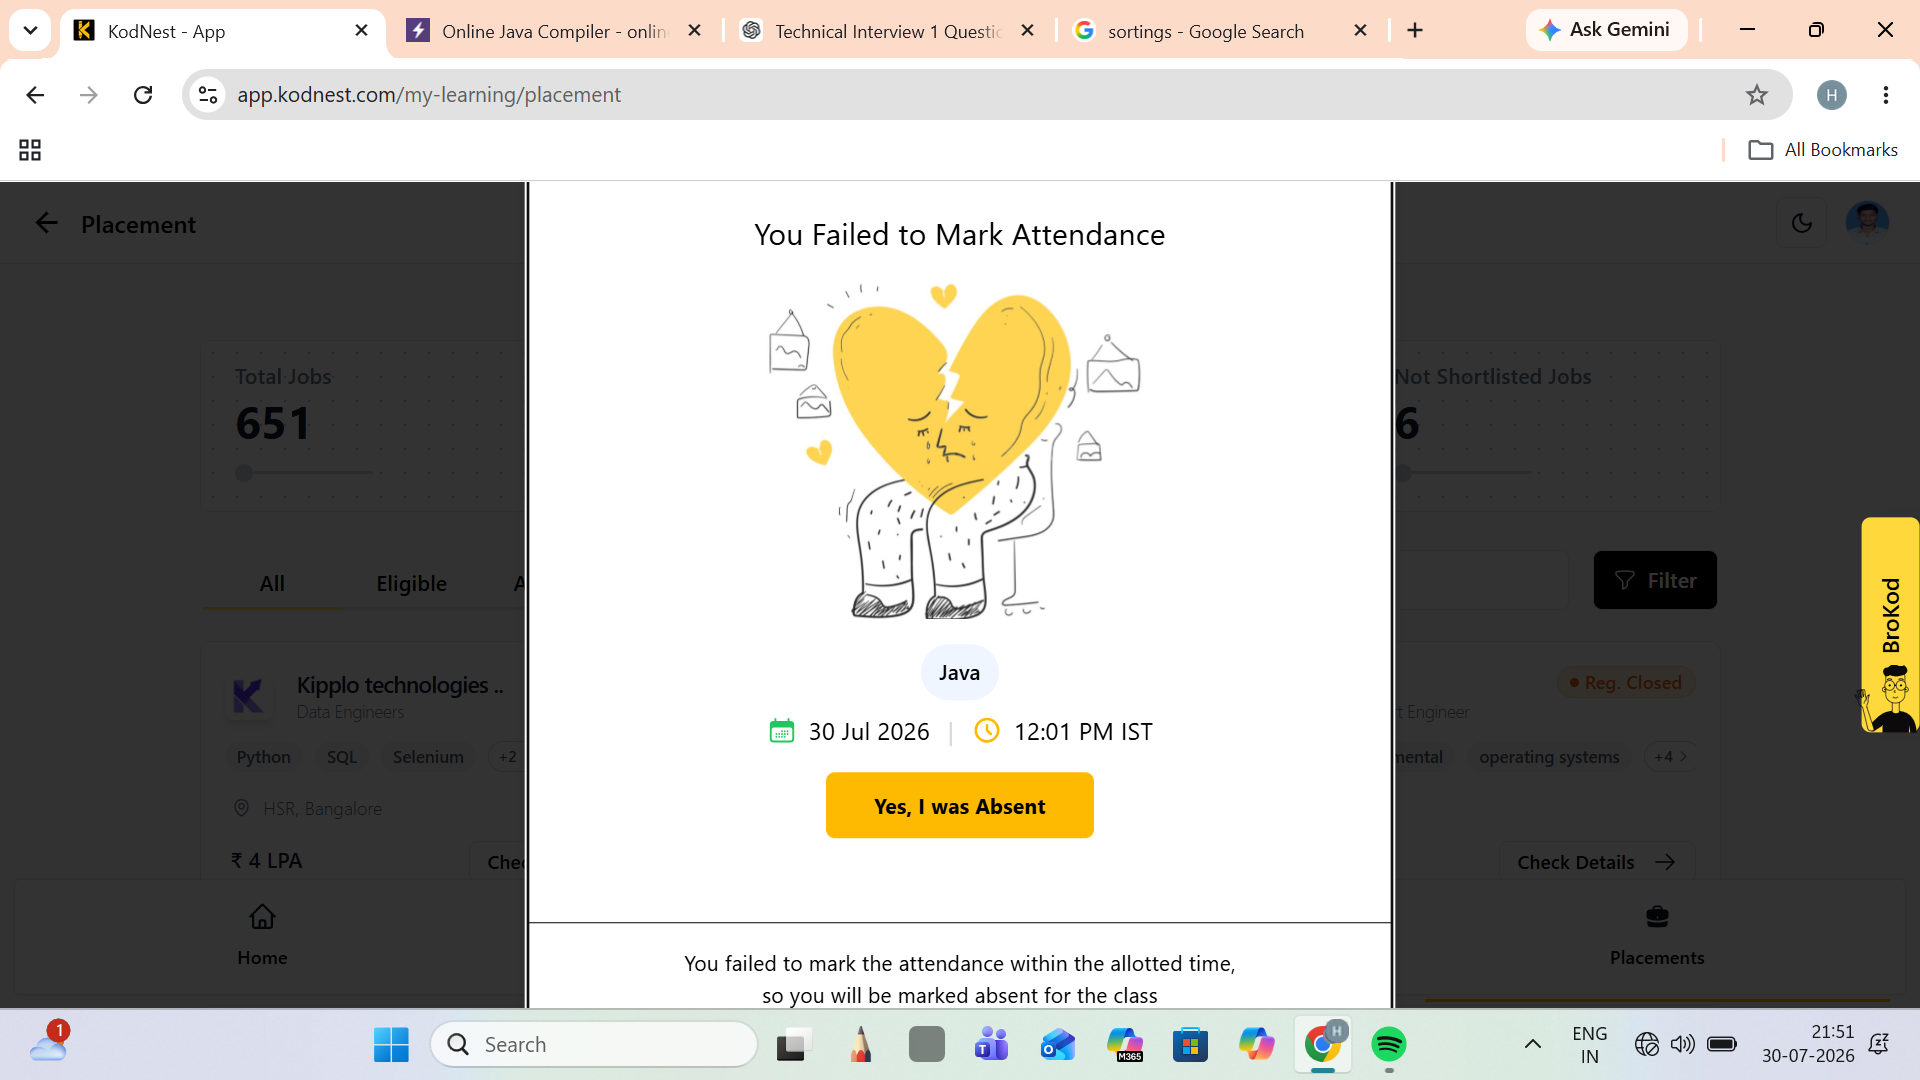 KodNest - App
Online Java Compiler - onlin
Technical Interview 1 Questic
sortings - Google Search
Ask Gemini
app.kodnest.com/my-learning/placement
H
All Bookmarks
Placement
You Failed to Mark Attendance
Total Jobs
651
Not Shortlisted Jobs
6
All
Eligible
A
Filter
BroKod
Kipplo technologies ..
Data Engineers
Reg. Closed
t Engineer
Python
SQL
Selenium
+2
mental
operating systems
+4
HSR, Bangalore
₹ 4 LPA
Chec
Check Details
Java
30 Jul 2026 | 12:01 PM IST
Yes, I was Absent
Home
Placements
You failed to mark the attendance within the allotted time,
so you will be marked absent for the class
1
Search
M365
H
ENG
IN
21:51
30-07-2026